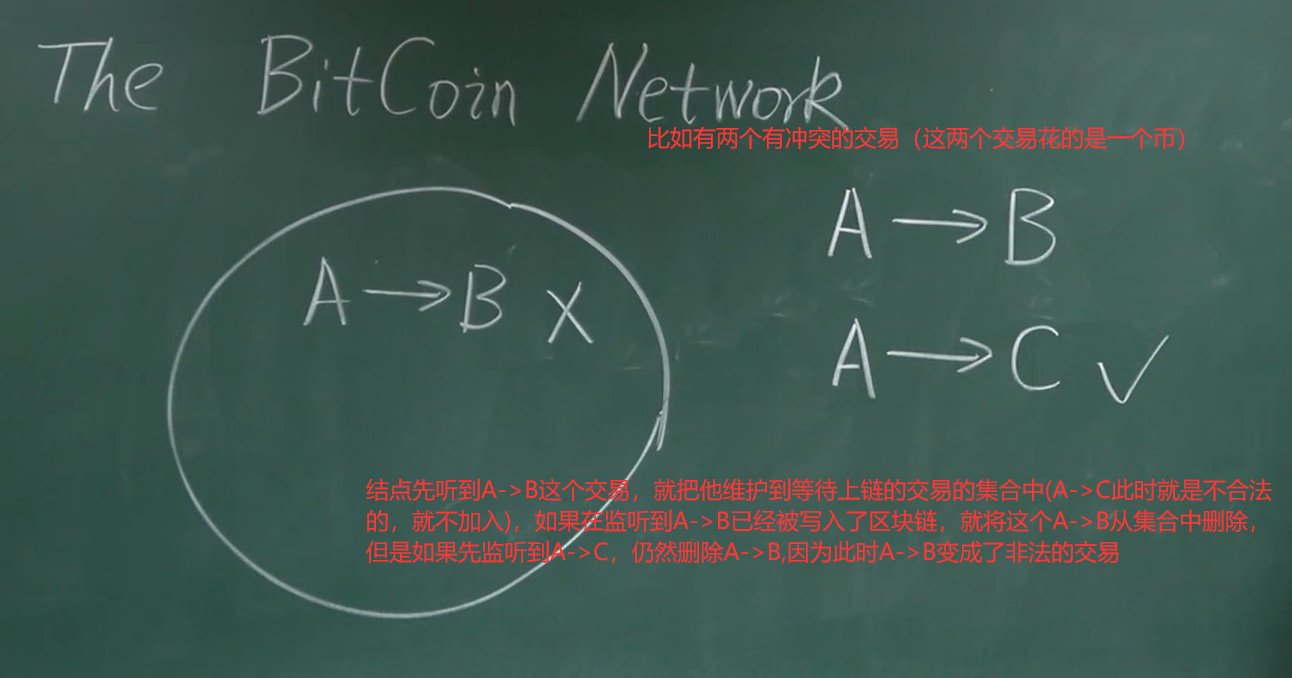 The BitCoin Network
比如有两个有冲突的交易（这两个交易花的是一个币）
A → B
A → B X
A → C ✓
结点先听到A->B这个交易，就把他维护到等待上链的交易的集合中(A->C此时就是不合法
的，就不加入)，如果在监听到A->B已经被写入了区块链，就将这个A->B从集合中删除，
但是如果先监听到A->C，仍然删除A->B,因为此时A->B变成了非法的交易